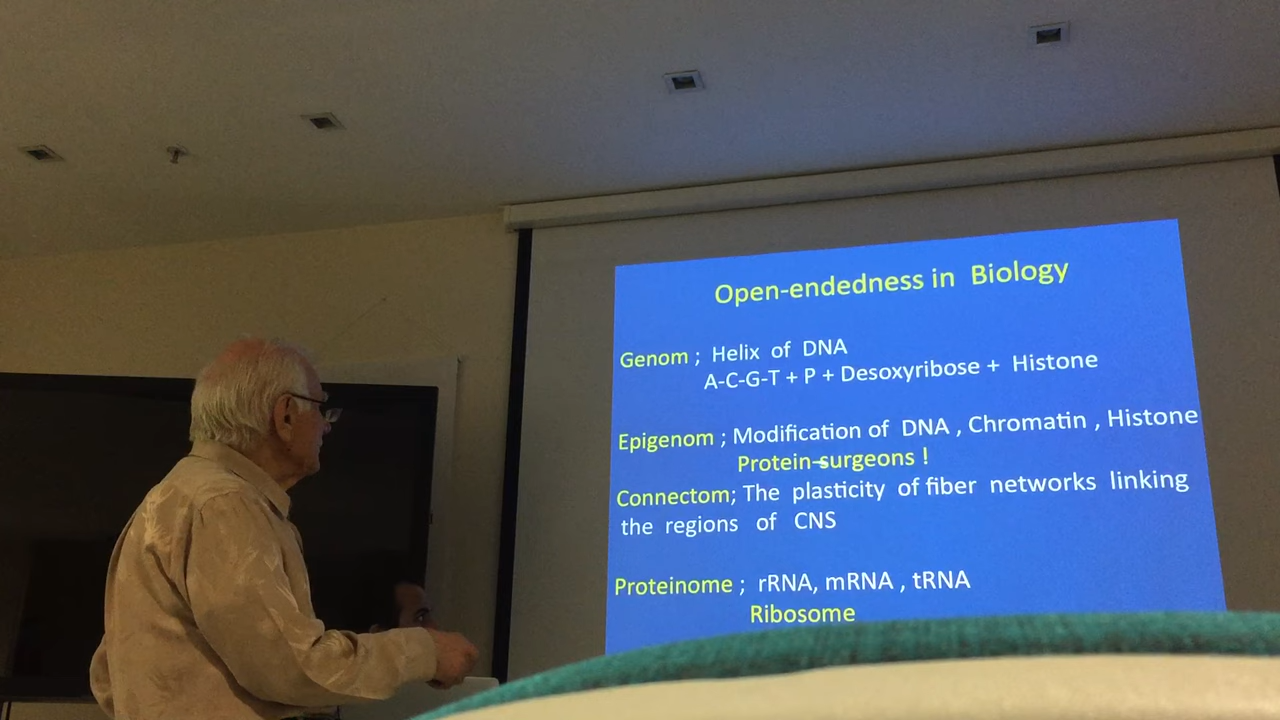 Open-endedness in Biology
Genom ; Helix of DNA
A-C-G-T + P + Desoxyribose + Histone
Epigenom ; Modification of DNA , Chromatin , Histone
Protein-surgeons !
Connectom; The plasticity of fiber networks linking
the regions of CNS
Proteinome ; rRNA, mRNA , tRNA
Ribosome